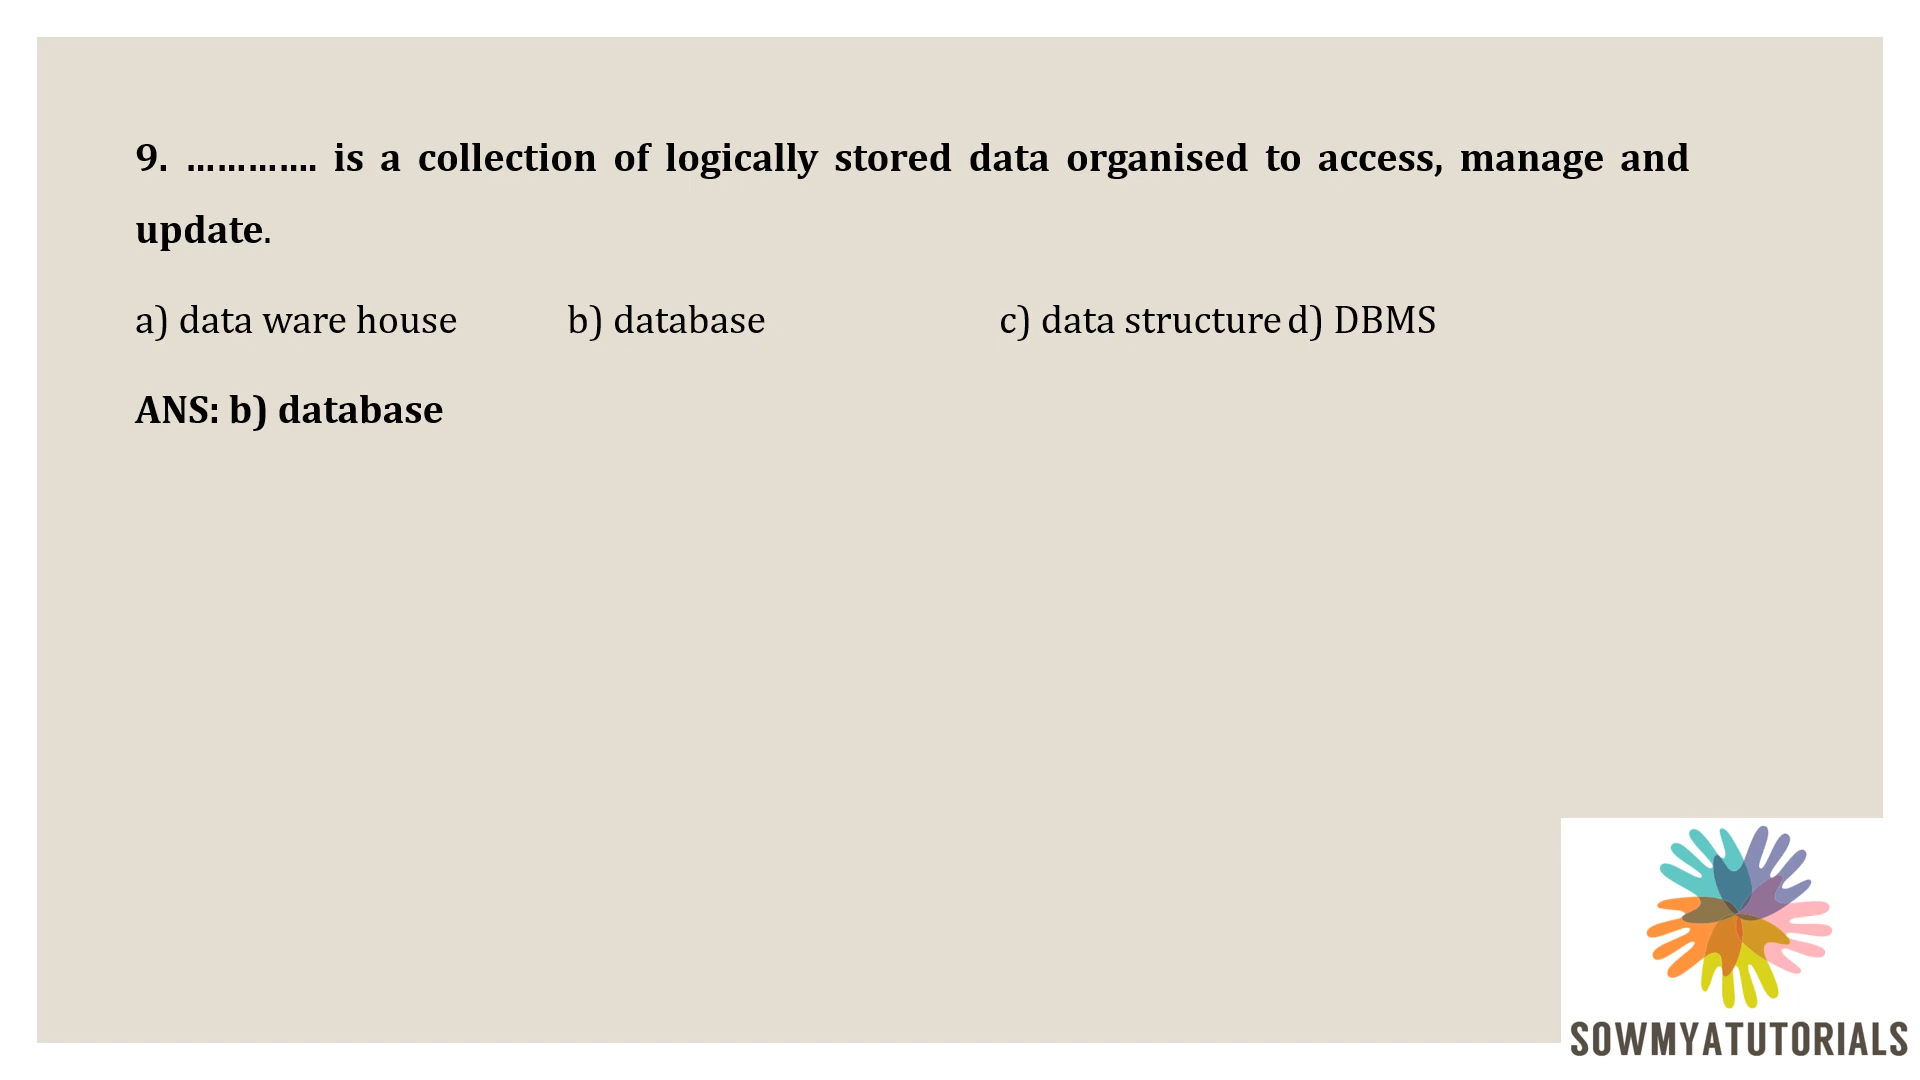 9. …………. is a collection of logically stored data organised to access, manage and
update.
a) data ware house b) database c) data structure d) DBMS
ANS: b) database
SOWMYATUTORIALS